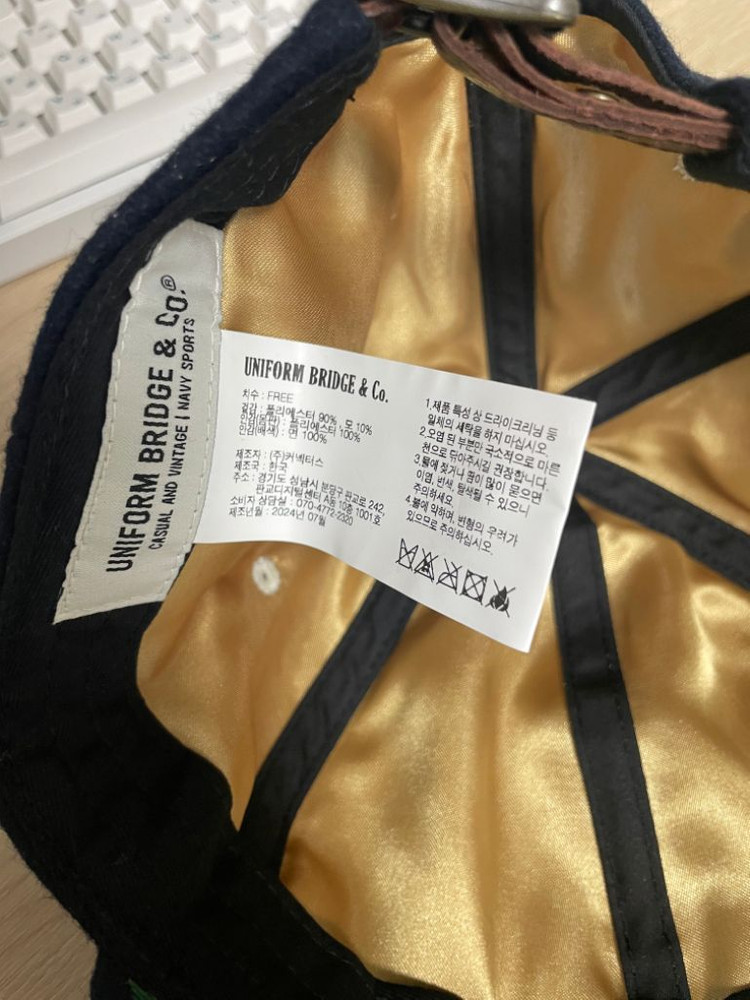 UNIFORM BRIDGE & CO.®
CASUAL AND VINTAGE | NAVY SPORTS
UNIFORM BRIDGE & Co.
치수 : FREE
겉감 : 폴리에스터 90%, 모 10%
안감(몸판) : 폴리에스터 100%
안감(배색) : 면 100%
제조자 : (주)커넥터스
제조국 : 한국
주소 : 경기도 성남시 분당구 판교로 242,
판교디지털센터 A동 10층 1001호
소비자 상담실 : 070-4772-2320
제조년월 : 2024년 07월
1.제품 특성 상 드라이크리닝 등
일체의 세탁을 하지 마십시오.
2.오염 된 부분만 국소적으로 마른
천으로 닦아주시길 권장합니다.
3.물에 젖거나 땀이 많이 묻으면
이염, 변색, 탈색될 수 있으니
주의하세요.
4.물에 약하며, 변형의 우려가
있으므로 주의하십시오.